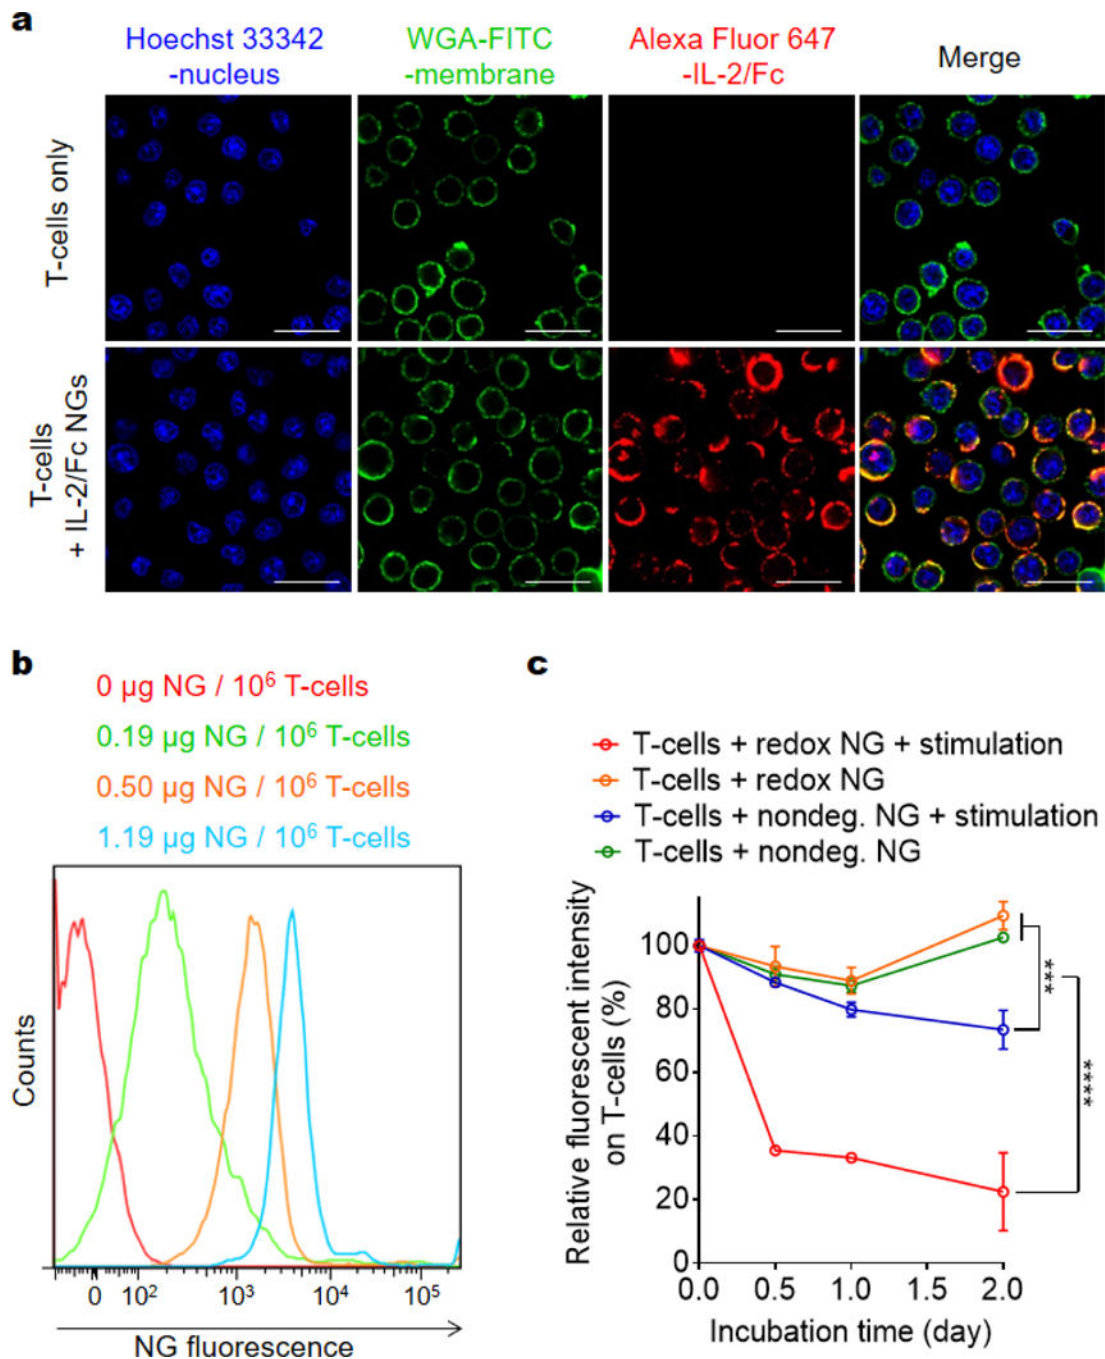 a
Hoechst 33342
-nucleus
WGA-FITC
-membrane
Alexa Fluor 647
-IL-2/Fc
Merge
T-cells only
T-cells
+ IL-2/Fc NGs
b
0 µg NG / 10⁶ T-cells
0.19 µg NG / 10⁶ T-cells
0.50 µg NG / 10⁶ T-cells
1.19 µg NG / 10⁶ T-cells
Counts
0 10² 10³ 10⁴ 10⁵
NG fluorescence
c
T-cells + redox NG + stimulation
T-cells + redox NG
T-cells + nondeg. NG + stimulation
T-cells + nondeg. NG
Relative fluorescent intensity
on T-cells (%)
100
80
60
40
20
0
0.0 0.5 1.0 1.5 2.0
Incubation time (day)
***
****